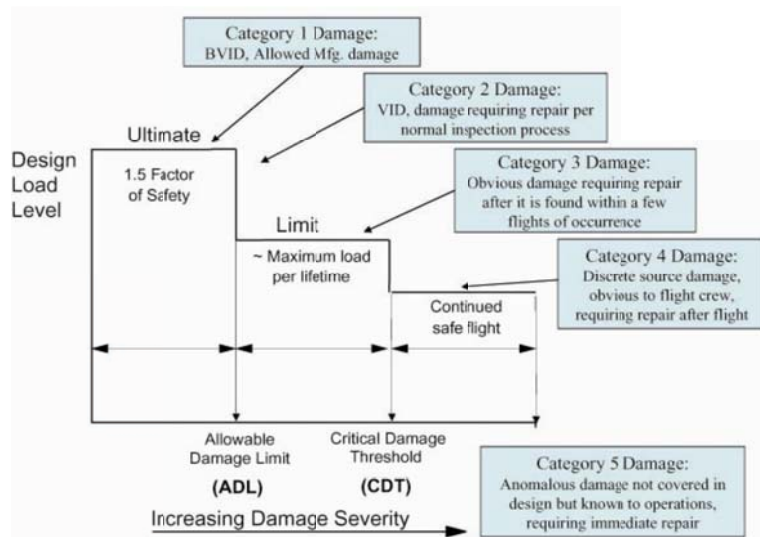 Category 1 Damage:
BVID, Allowed Mfg. damage
Category 2 Damage:
VID, damage requiring repair per
normal inspection process
Ultimate
Design
Load
Level
1.5 Factor
of Safety
Category 3 Damage:
Obvious damage requiring repair
after it is found within a few
flights of occurrence
Limit
~ Maximum load
per lifetime
Category 4 Damage:
Discrete source damage,
obvious to flight crew,
requiring repair after flight
Continued
safe flight
Allowable
Damage Limit
(ADL)
Critical Damage
Threshold
(CDT)
Category 5 Damage:
Anomalous damage not covered in
design but known to operations,
requiring immediate repair
Increasing Damage Severity